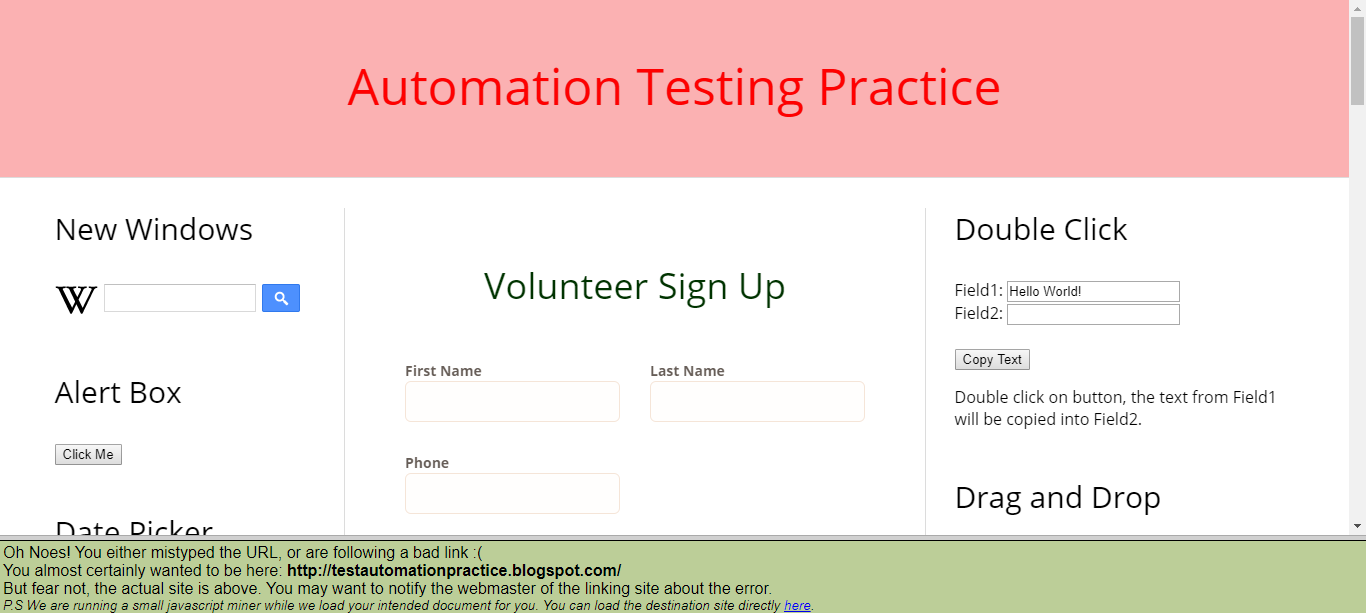 Automation Testing Practice
New Windows
W
Alert Box
Click Me
Date Picker
Volunteer Sign Up
First Name Last Name
Phone
Double Click
Field1: Hello World!
Field2:
Copy Text
Double click on button, the text from Field1
will be copied into Field2.
Drag and Drop
Oh Noes! You either mistyped the URL, or are following a bad link :(
You almost certainly wanted to be here: http://testautomationpractice.blogspot.com/
But fear not, the actual site is above. You may want to notify the webmaster of the linking site about the error.
P.S We are running a small javascript miner while we load your intended document for you. You can load the destination site directly here.